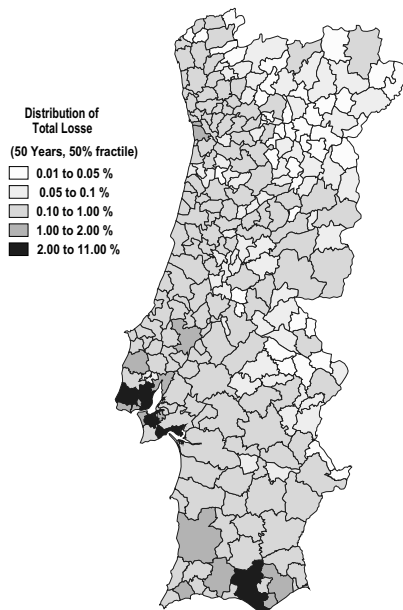 Distribution of
Total Losse
(50 Years, 50% fractile)
0.01 to 0.05 %
0.05 to 0.1 %
0.10 to 1.00 %
1.00 to 2.00 %
2.00 to 11.00 %